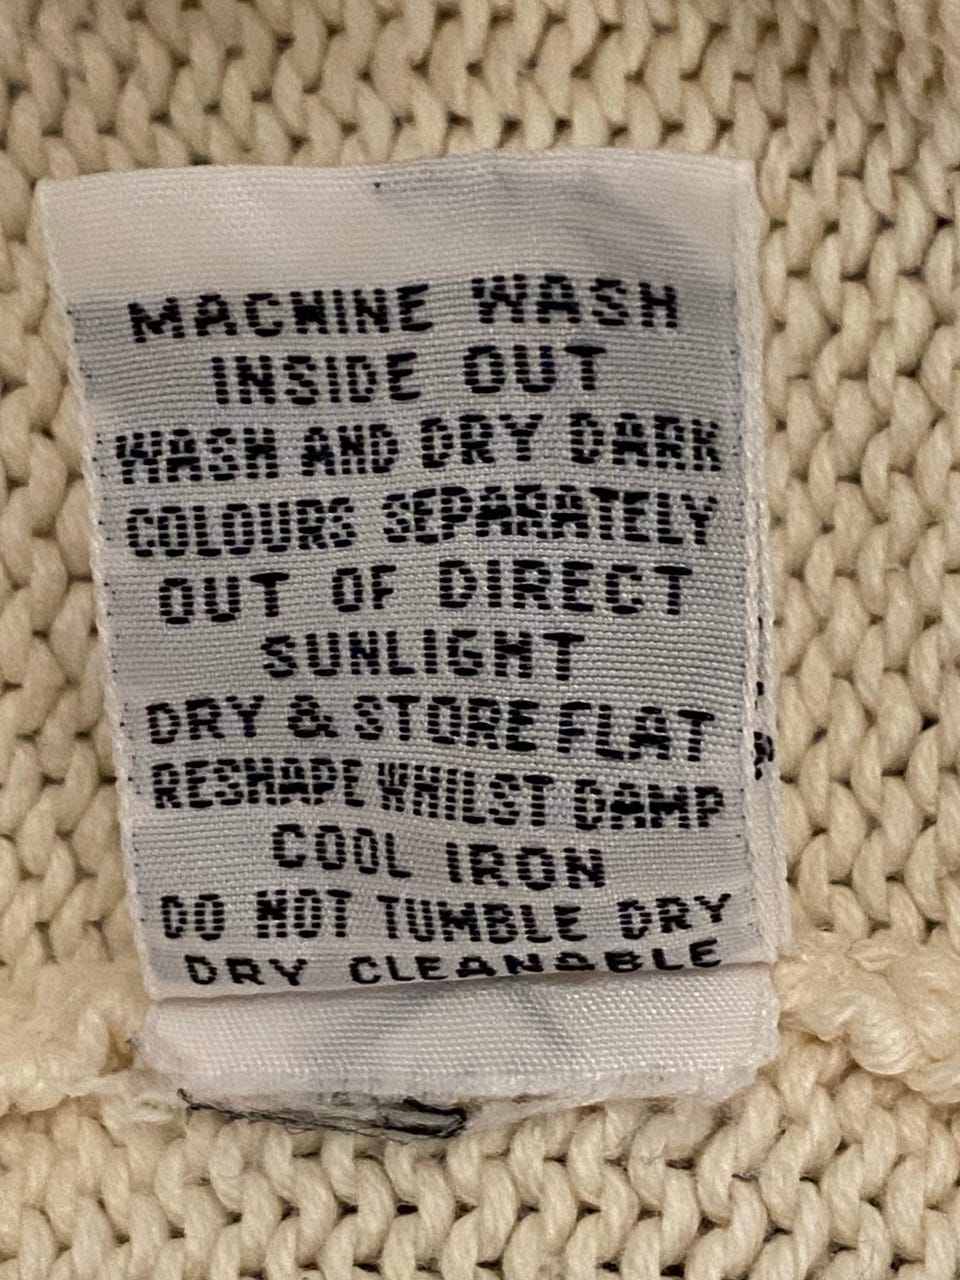 MACHINE WASH
INSIDE OUT
WASH AND DRY DARK
COLOURS SEPARATELY
OUT OF DIRECT
SUNLIGHT
DRY & STORE FLAT
RESHAPE WHILST DAMP
COOL IRON
DO NOT TUMBLE DRY
DRY CLEANABLE